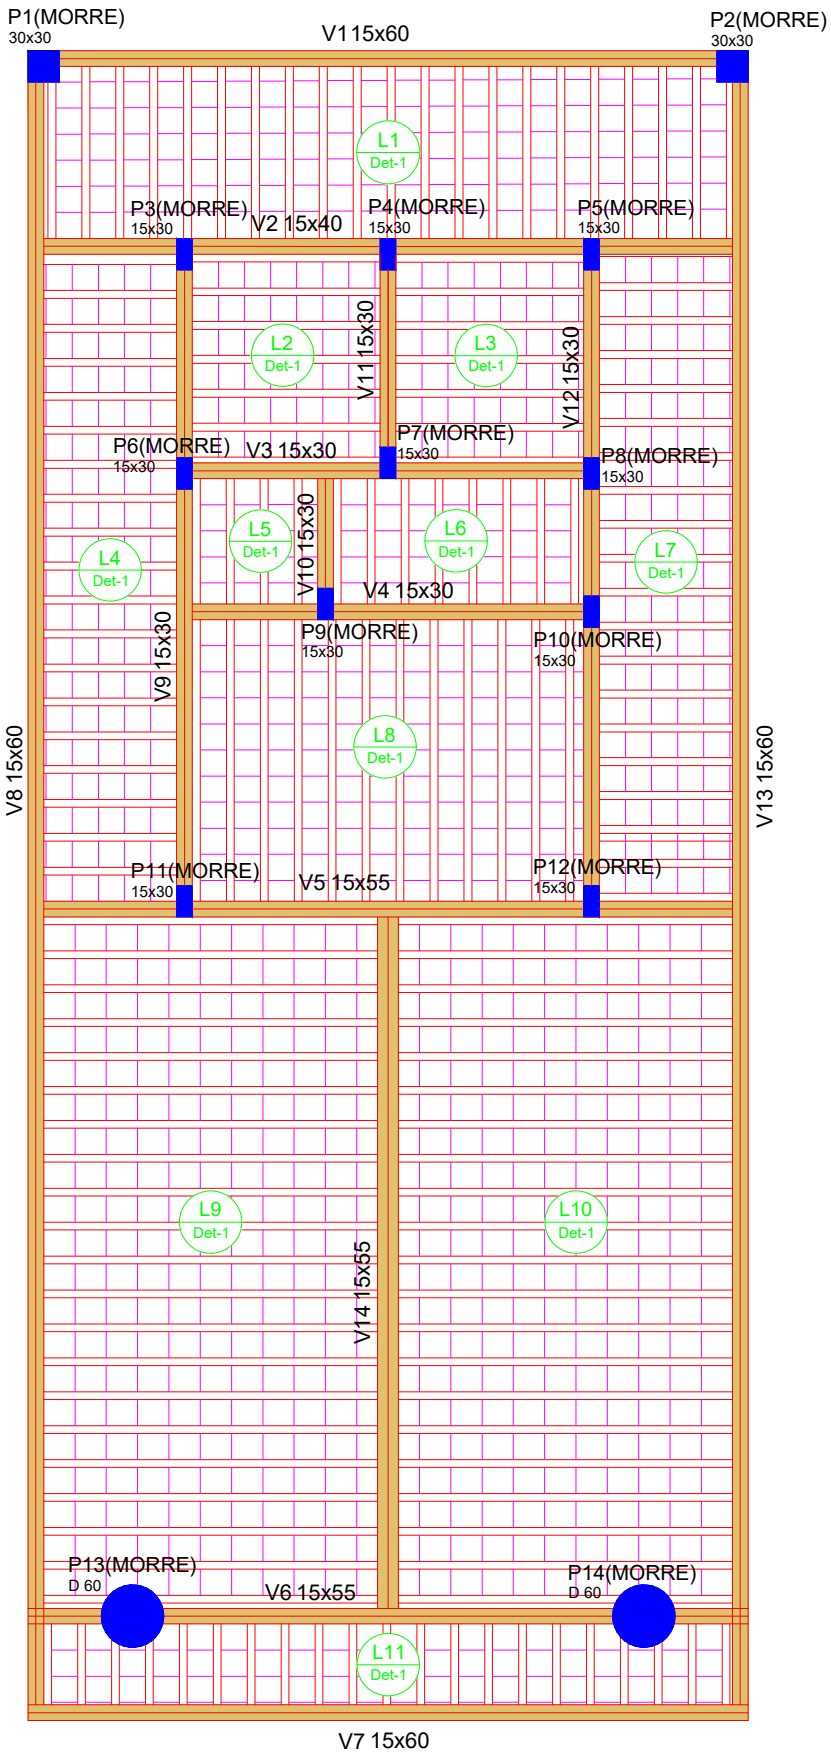 P1(MORRE)
30x30
V115x60
P2(MORRE)
30x30
L1
Det-1
P3(MORRE)
15x30
V2 15x40
P4(MORRE)
15x30
P5(MORRE)
15x30
L2
Det-1
V11 15x30
L3
Det-1
V12 15x30
P6(MORRE)
15x30
V3 15x30
P7(MORRE)
15x30
P8(MORRE)
15x30
L4
Det-1
L5
Det-1
V10 15x30
L6
Det-1
L7
Det-1
V4 15x30
P9(MORRE)
15x30
P10(MORRE)
15x30
V9 15x30
V8 15x60
L8
Det-1
V13 15x60
P11(MORRE)
15x30
V5 15x55
P12(MORRE)
15x30
L9
Det-1
L10
Det-1
V14 15x55
P13(MORRE)
D 60
V6 15x55
P14(MORRE)
D 60
L11
Det-1
V7 15x60